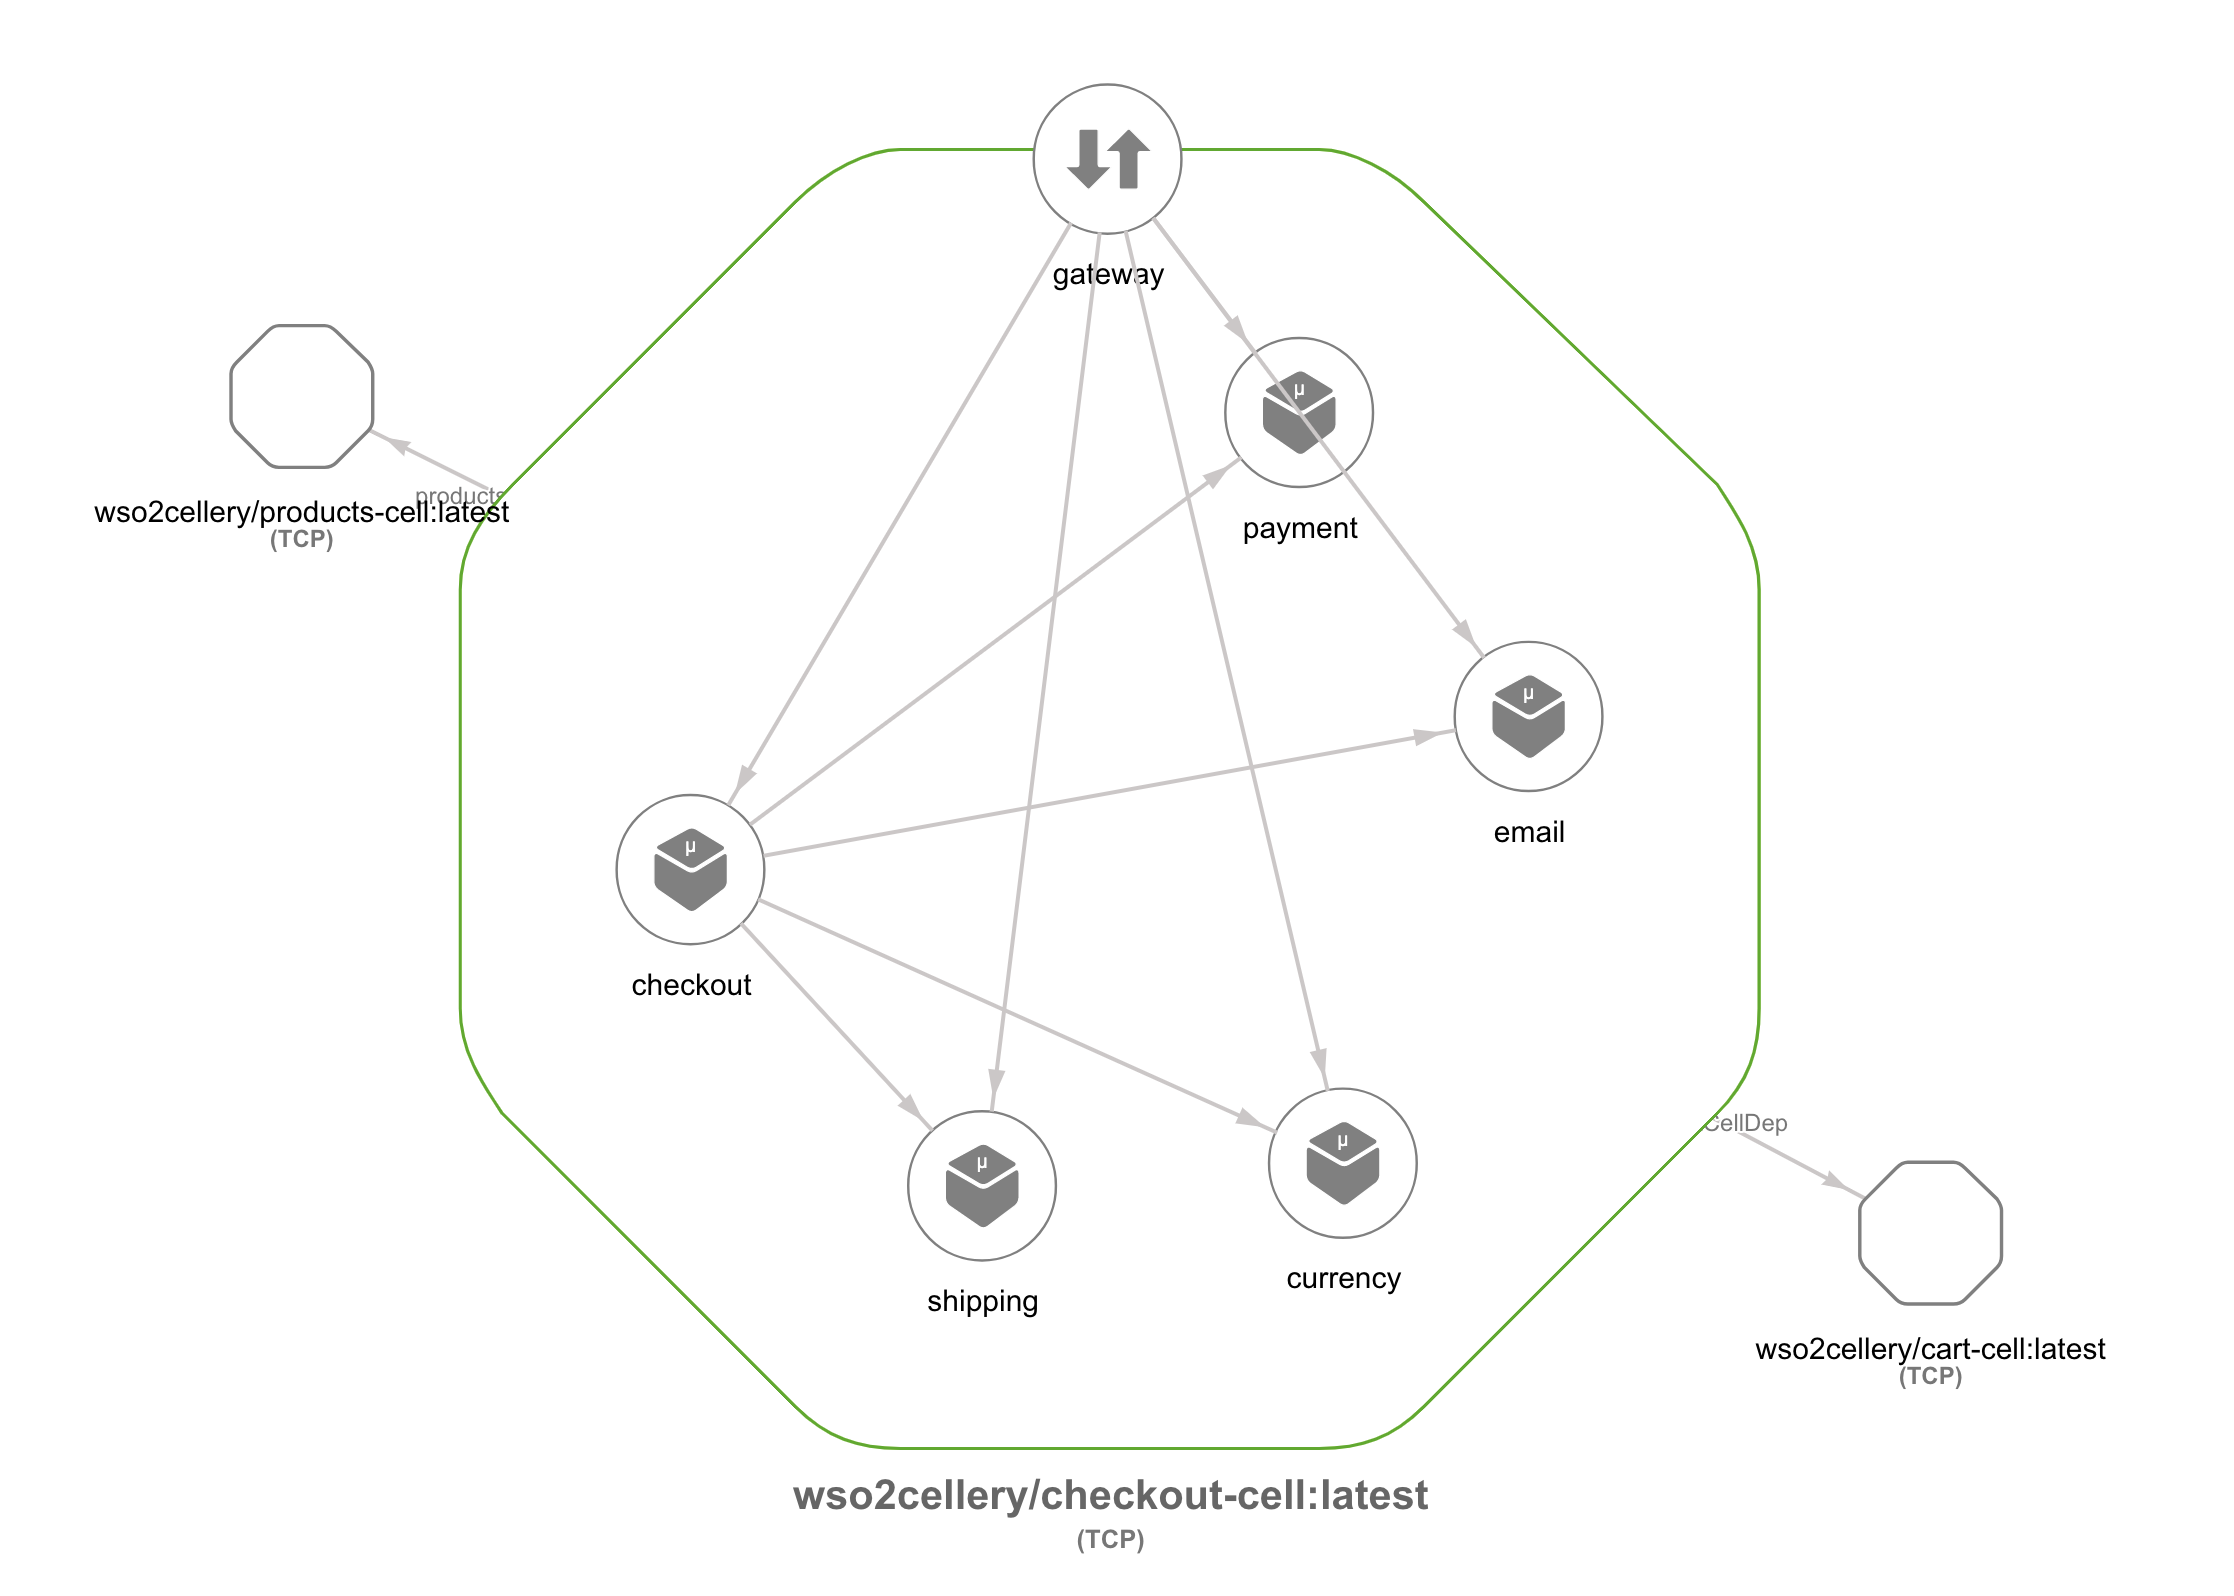 gateway
µ
payment
products
wso2cellery/products-cell:latest
(TCP)
µ
email
µ
checkout
CellDep
µ
currency
µ
shipping
wso2cellery/cart-cell:latest
(TCP)
wso2cellery/checkout-cell:latest
(TCP)